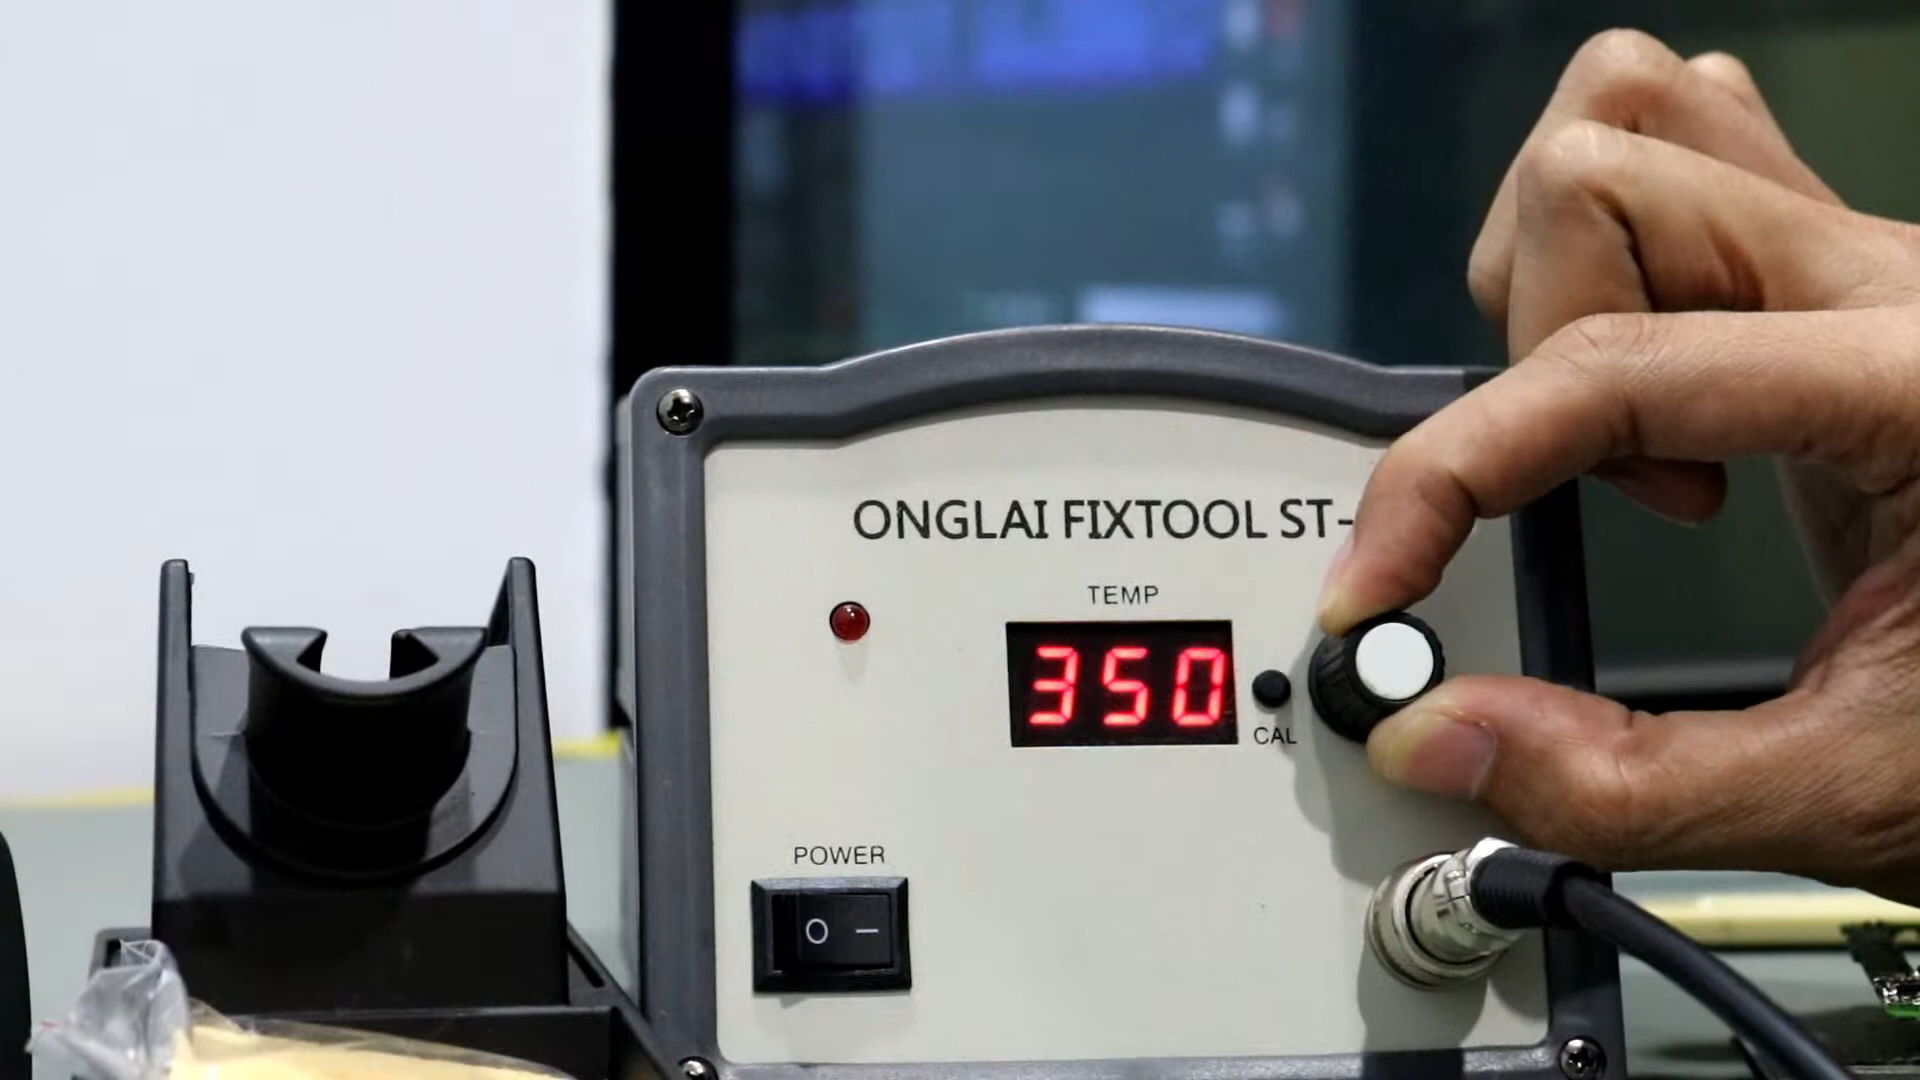 ONGLAI FIXTOOL ST-
TEMP
350
CAL
POWER
O —